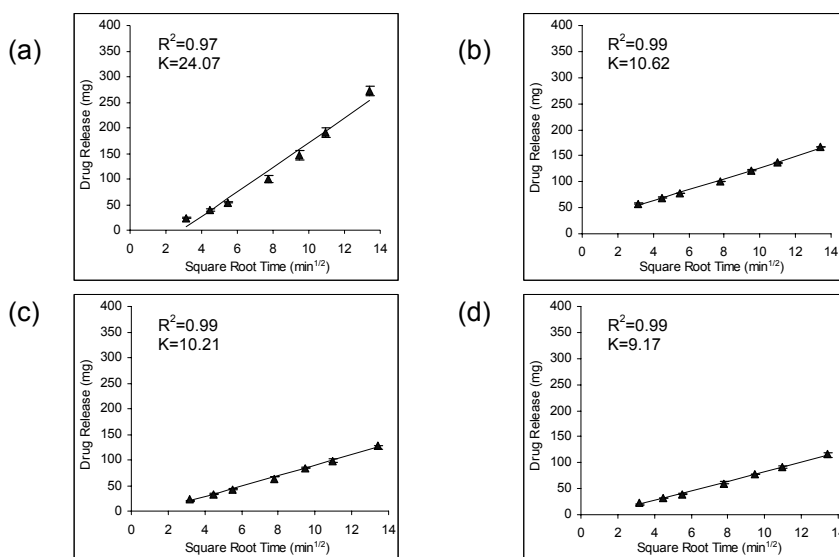 (a)
R²=0.97
K=24.07
400
350
300
250
200
150
100
50
0
Drug Release (mg)
0 2 4 6 8 10 12 14
Square Root Time (min^1/2)
(b)
R²=0.99
K=10.62
400
350
300
250
200
150
100
50
0
Drug Release (mg)
0 2 4 6 8 10 12 14
Square Root Time (min^1/2)
(c)
R²=0.99
K=10.21
400
350
300
250
200
150
100
50
0
Drug Release (mg)
0 2 4 6 8 10 12 14
Square Root Time (min^1/2)
(d)
R²=0.99
K=9.17
400
350
300
250
200
150
100
50
0
Drug Release (mg)
0 2 4 6 8 10 12 14
Square Root Time (min^1/2)